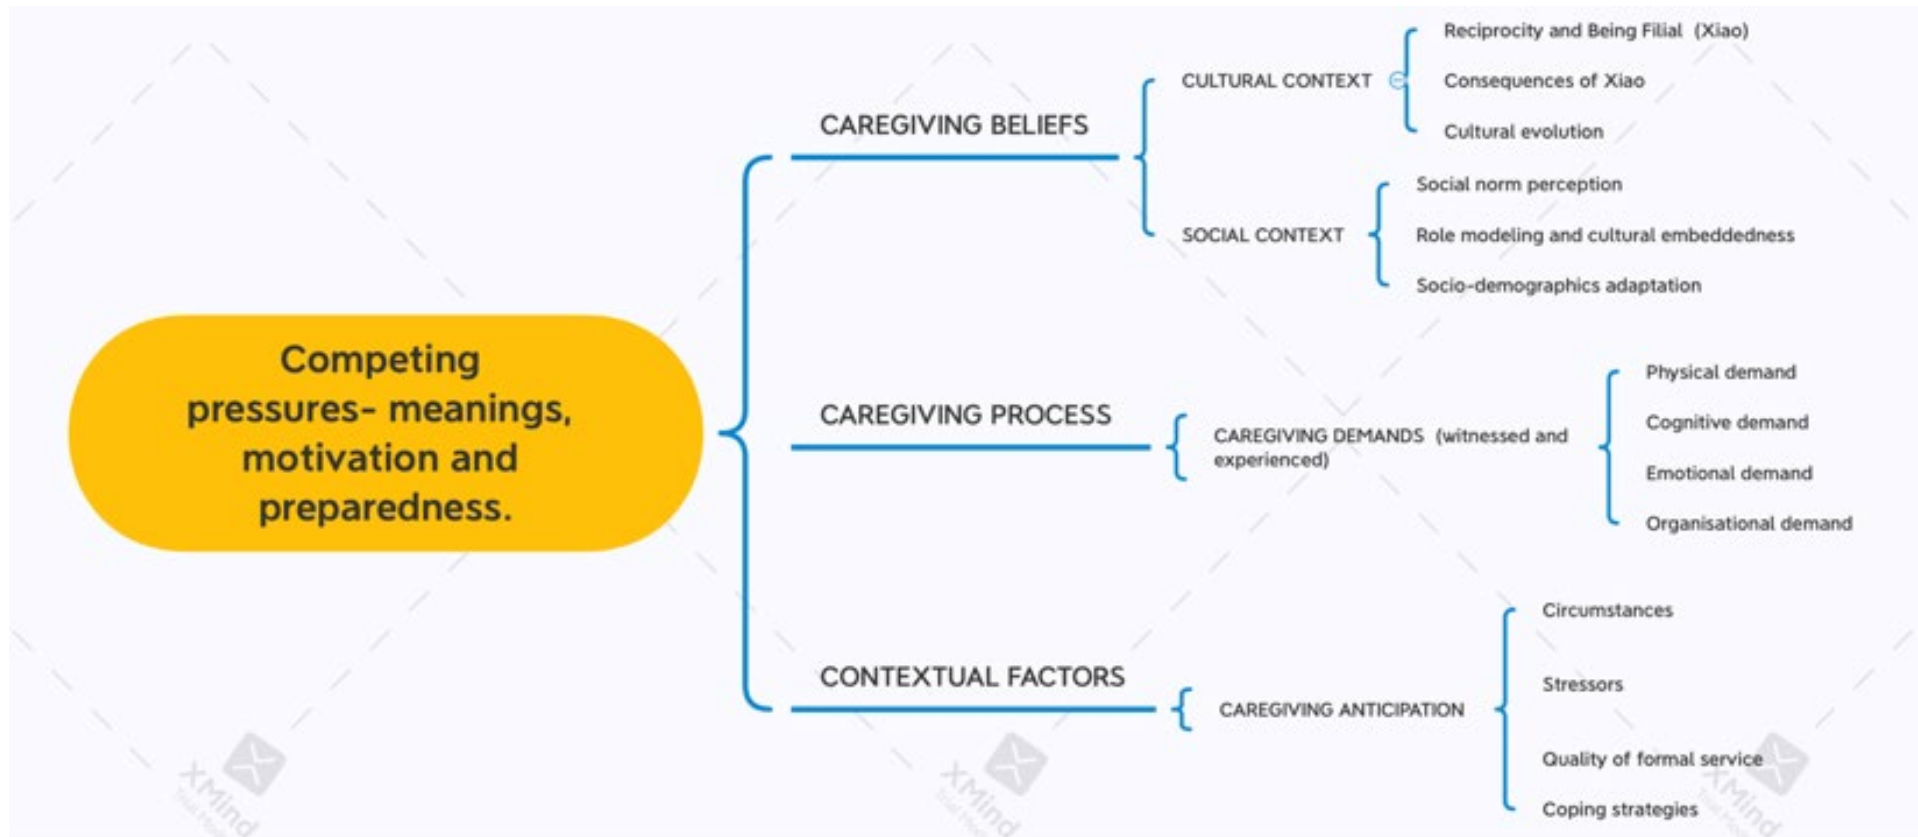 Competing
pressures- meanings,
motivation and
preparedness.
CAREGIVING BELIEFS
CULTURAL CONTEXT
Reciprocity and Being Filial (Xiao)
Consequences of Xiao
Cultural evolution
SOCIAL CONTEXT
Social norm perception
Role modeling and cultural embeddedness
Socio-demographics adaptation
CAREGIVING PROCESS
CAREGIVING DEMANDS (witnessed and
experienced)
Physical demand
Cognitive demand
Emotional demand
Organisational demand
CONTEXTUAL FACTORS
CAREGIVING ANTICIPATION
Circumstances
Stressors
Quality of formal service
Coping strategies
XMind
Trial
XMind
Trial
XMind
Trial